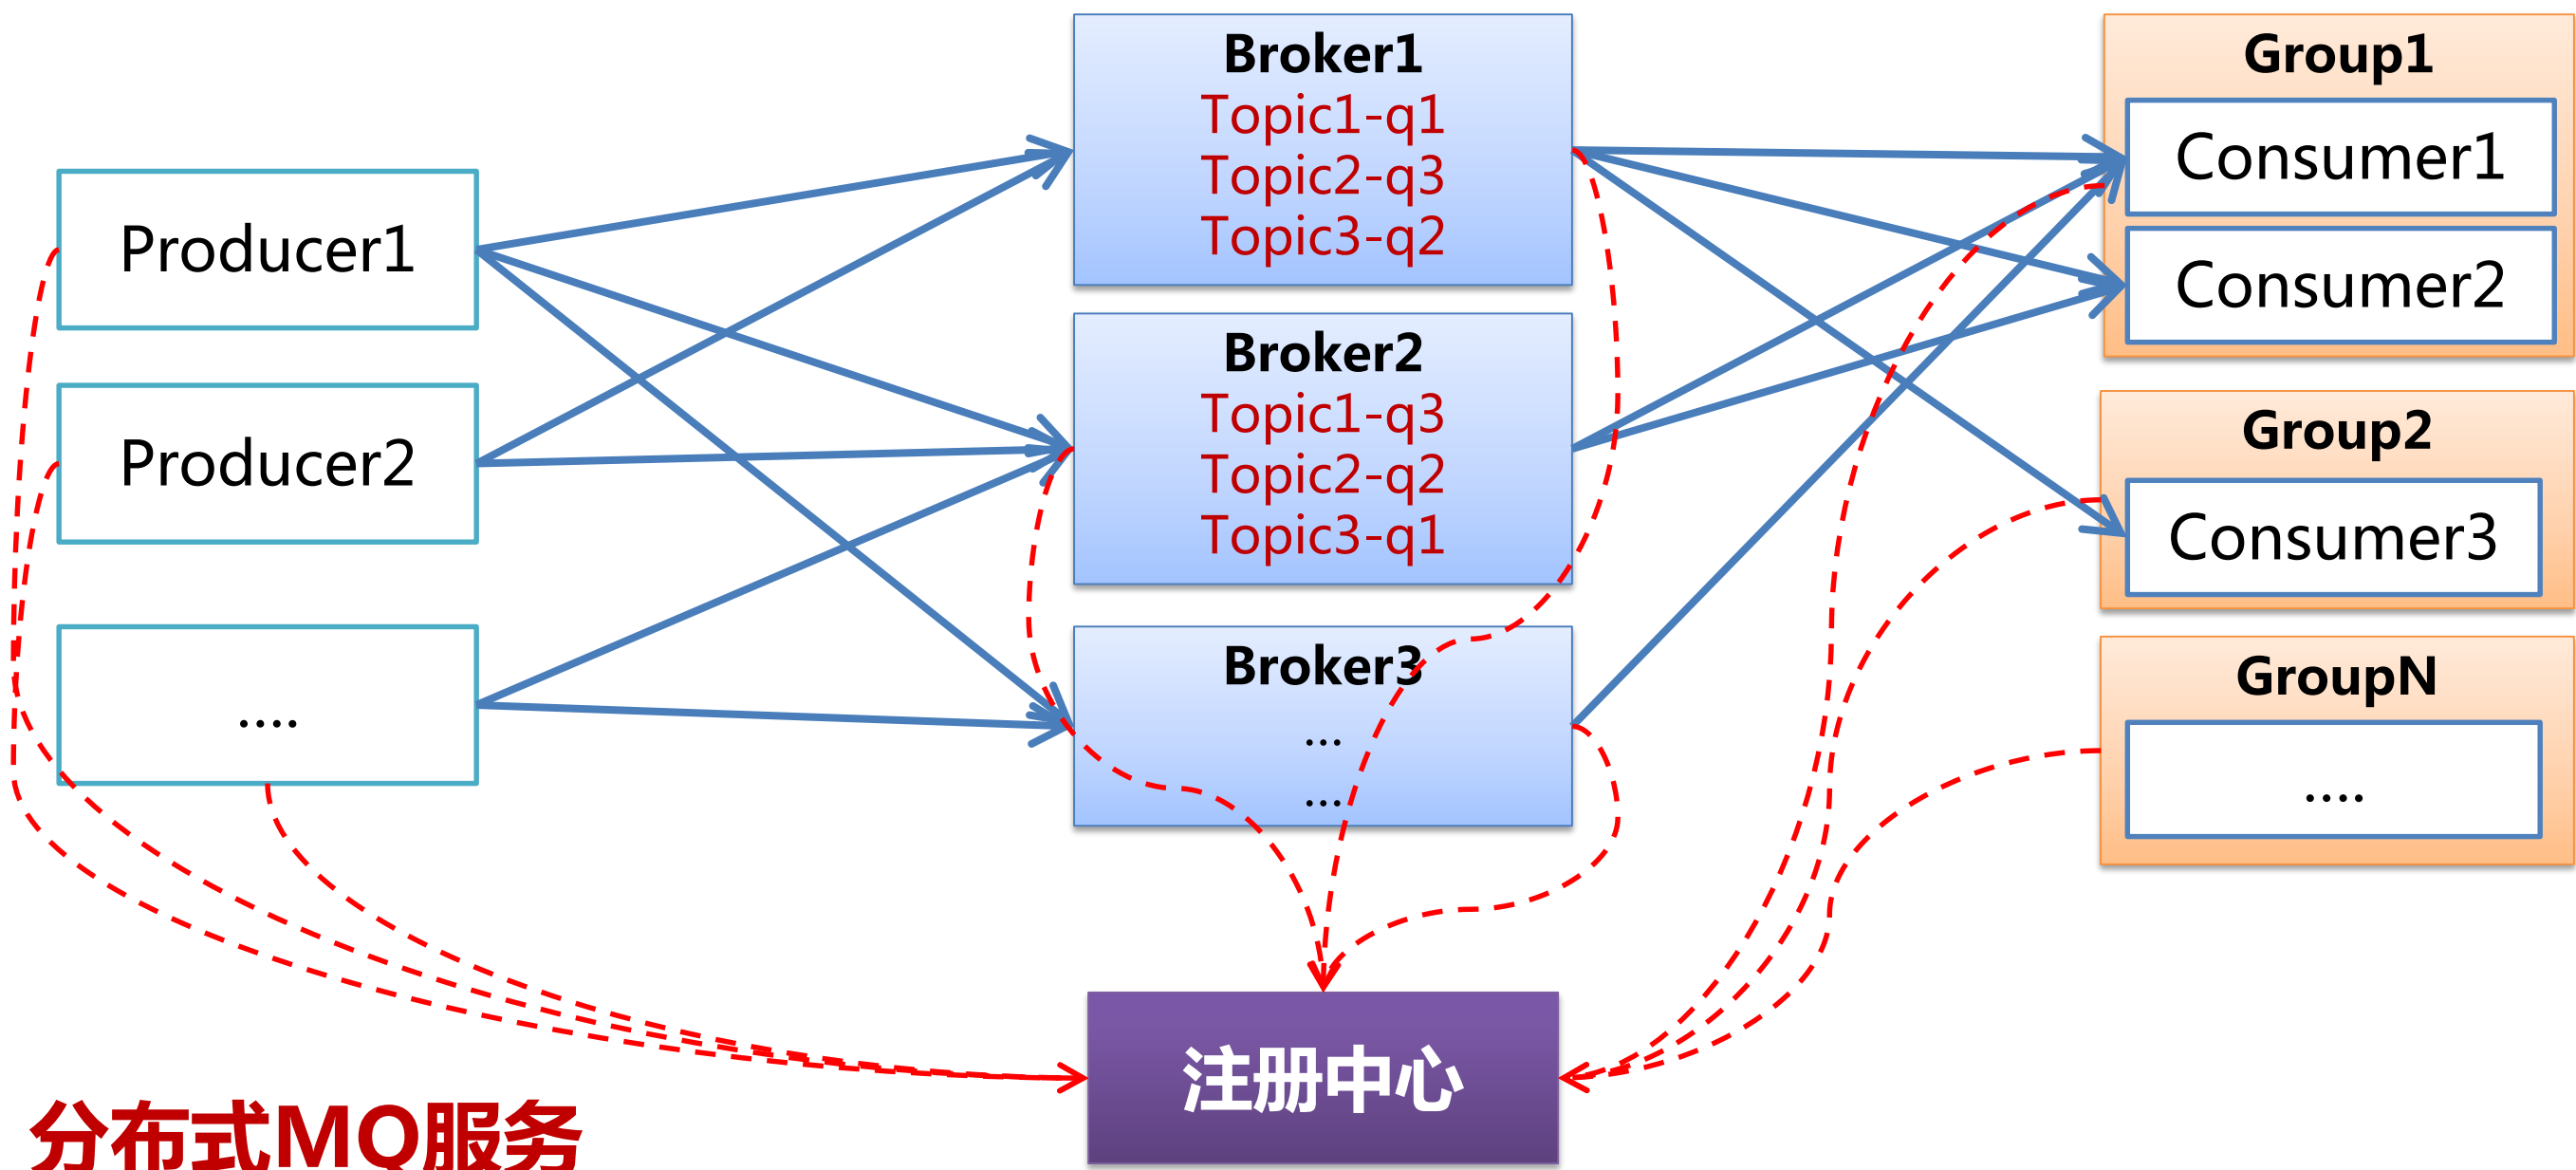 Producer1
Producer2
....
Broker1
Topic1-q1
Topic2-q3
Topic3-q2
Broker2
Topic1-q3
Topic2-q2
Topic3-q1
Broker3
...
...
Group1
Consumer1
Consumer2
Group2
Consumer3
GroupN
....
注册中心
分布式MQ服务